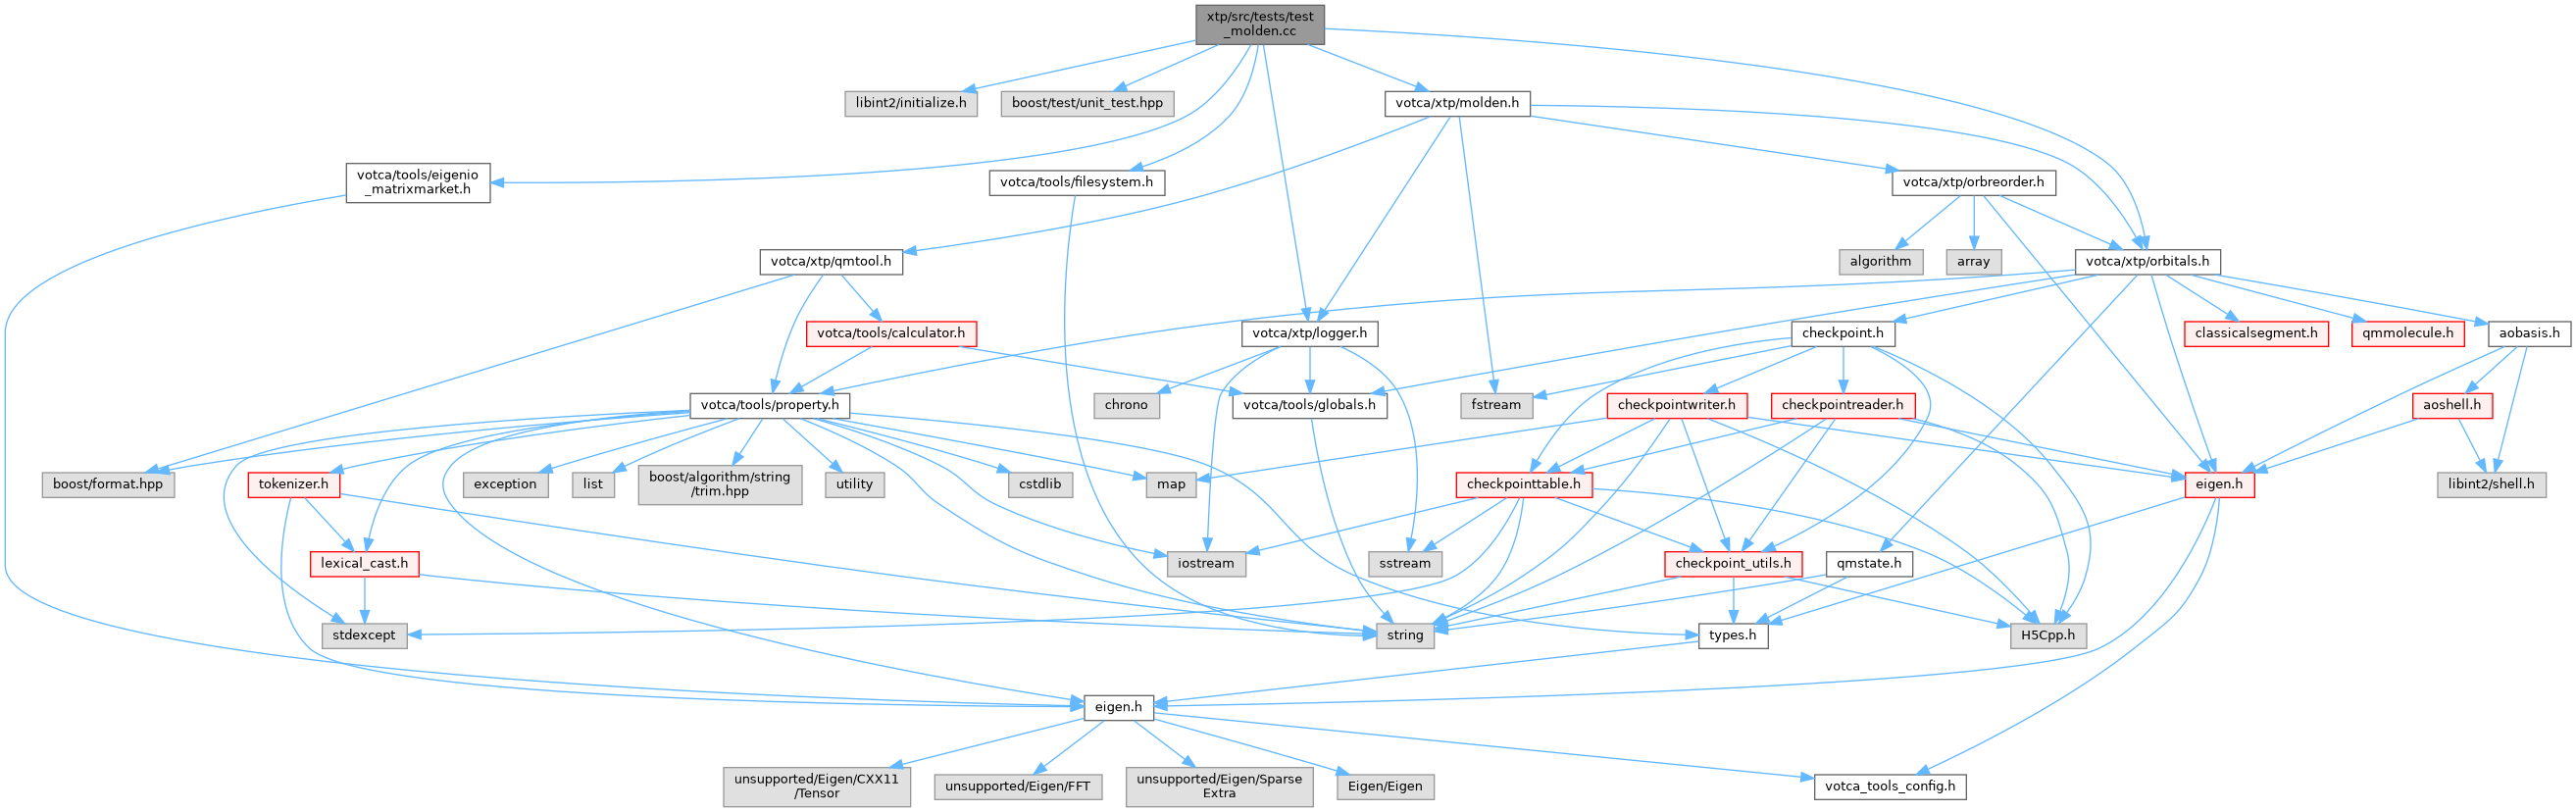 xtp/src/tests/test
_molden.cc
libint2/initialize.h
boost/test/unit_test.hpp
votca/xtp/molden.h
votca/tools/eigenio
_matrixmarket.h
votca/tools/filesystem.h
votca/xtp/orbreorder.h
votca/xtp/qmtool.h
algorithm
array
votca/xtp/orbitals.h
votca/tools/calculator.h
votca/xtp/logger.h
checkpoint.h
classicalsegment.h
qmmolecule.h
aobasis.h
votca/tools/property.h
chrono
votca/tools/globals.h
fstream
checkpointwriter.h
checkpointreader.h
aoshell.h
boost/format.hpp
tokenizer.h
exception
list
boost/algorithm/string
/trim.hpp
utility
cstdlib
map
checkpointtable.h
eigen.h
libint2/shell.h
lexical_cast.h
iostream
sstream
checkpoint_utils.h
qmstate.h
stdexcept
string
types.h
H5Cpp.h
eigen.h
unsupported/Eigen/CXX11
/Tensor
unsupported/Eigen/FFT
unsupported/Eigen/Sparse
Extra
Eigen/Eigen
votca_tools_config.h